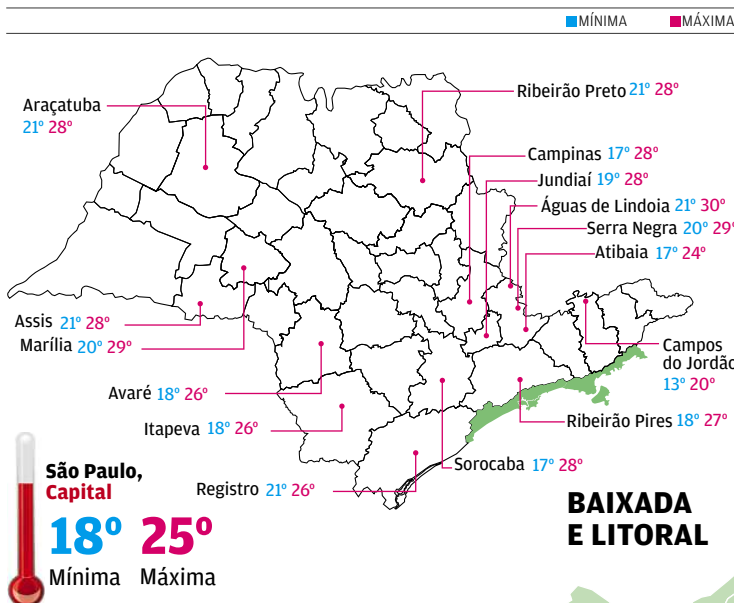 MÍNIMA MÁXIMA
Araçatuba
21º 28º
Ribeirão Preto 21º 28º
Campinas 17º 28º
Jundiaí 19º 28º
Águas de Lindoia 21º 30º
Serra Negra 20º 29º
Atibaia 17º 24º
Assis 21º 28º
Marília 20º 29º
Campos
do Jordão
13º 20º
Avaré 18º 26º
Itapeva 18º 26º
Ribeirão Pires 18º 27º
Sorocaba 17º 28º
Registro 21º 26º
São Paulo,
Capital
18º 25º
Mínima Máxima
BAIXADA
E LITORAL